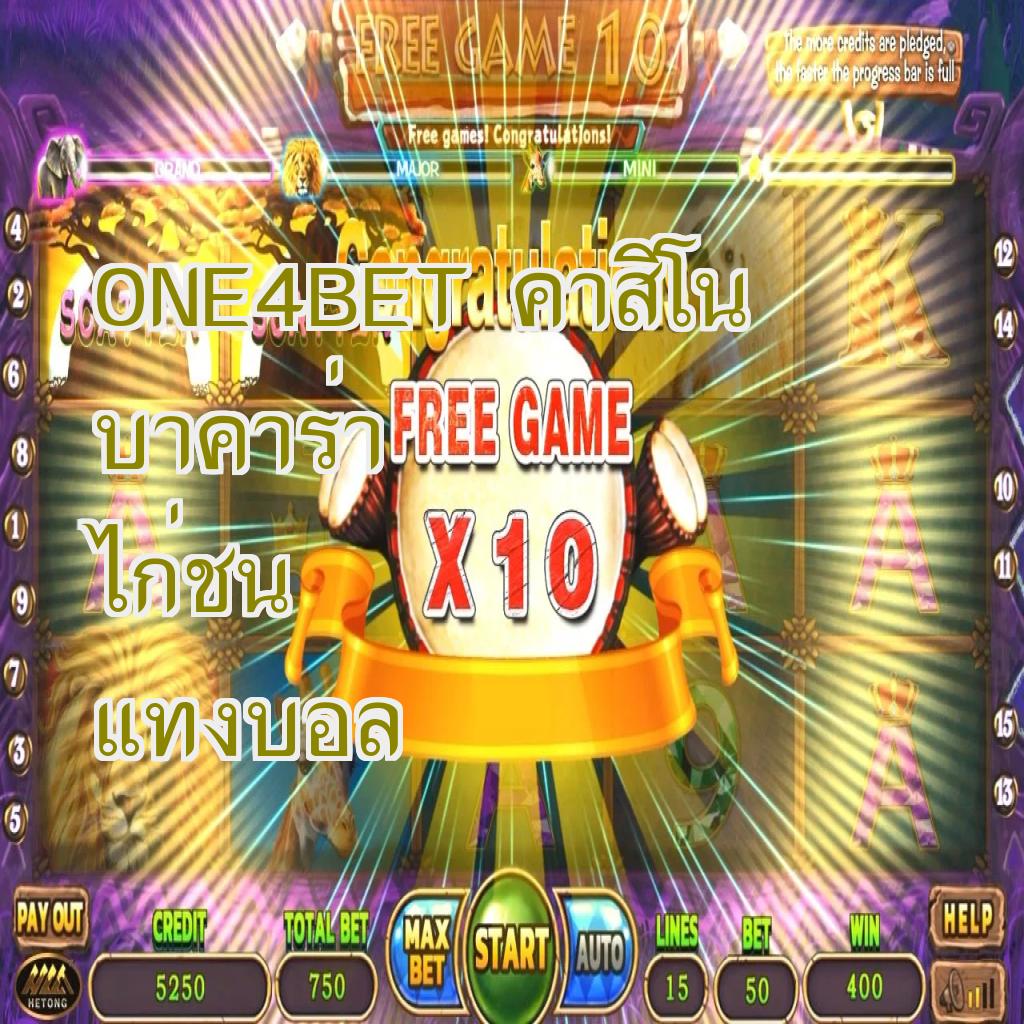 FREE GAME 10
The more credits are pledged,
the faster the progress bar is full
Free games! Congratulations!
GRAND MAJOR MINI
ONE4BET คาสิโน
บาคาร่า
ไก่ชน
แทงบอล
FREE GAME
X 10
K
A
A
4
2
6
8
1
9
7
3
5
12
14
10
11
15
13
PAY OUT
HETONG
CREDIT
5250
TOTAL BET
750
MAX
BET
START
AUTO
LINES
15
BET
50
WIN
400
HELP